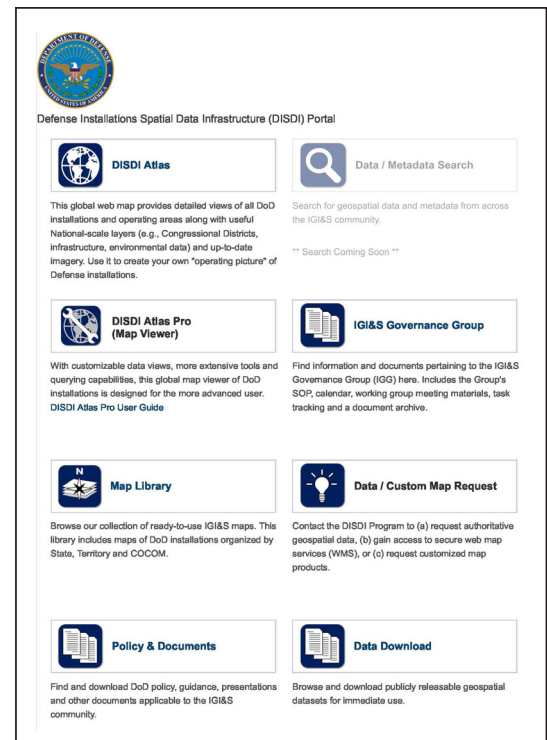 DEPARTMENT OF DEFENSE
UNITED STATES OF AMERICA
Defense Installations Spatial Data Infrastructure (DISDI) Portal
DISDI Atlas
This global web map provides detailed views of all DoD
installations and operating areas along with useful
National-scale layers (e.g., Congressional Districts,
infrastructure, environmental data) and up-to-date
imagery. Use it to create your own "operating picture" of
Defense installations.
Data / Metadata Search
Search for geospatial data and metadata from across
the IGI&S community.
** Search Coming Soon **
DISDI Atlas Pro
(Map Viewer)
With customizable data views, more extensive tools and
querying capabilities, this global map viewer of DoD
installations is designed for the more advanced user.
DISDI Atlas Pro User Guide
IGI&S Governance Group
Find information and documents pertaining to the IGI&S
Governance Group (IGG) here. Includes the Group's
SOP, calendar, working group meeting materials, task
tracking and a document archive.
N
Map Library
Browse our collection of ready-to-use IGI&S maps. This
library includes maps of DoD installations organized by
State, Territory and COCOM.
Data / Custom Map Request
Contact the DISDI Program to (a) request authoritative
geospatial data, (b) gain access to secure web map
services (WMS), or (c) request customized map
products.
Policy & Documents
Find and download DoD policy, guidance, presentations
and other documents applicable to the IGI&S
community.
Data Download
Browse and download publicly releasable geospatial
datasets for immediate use.